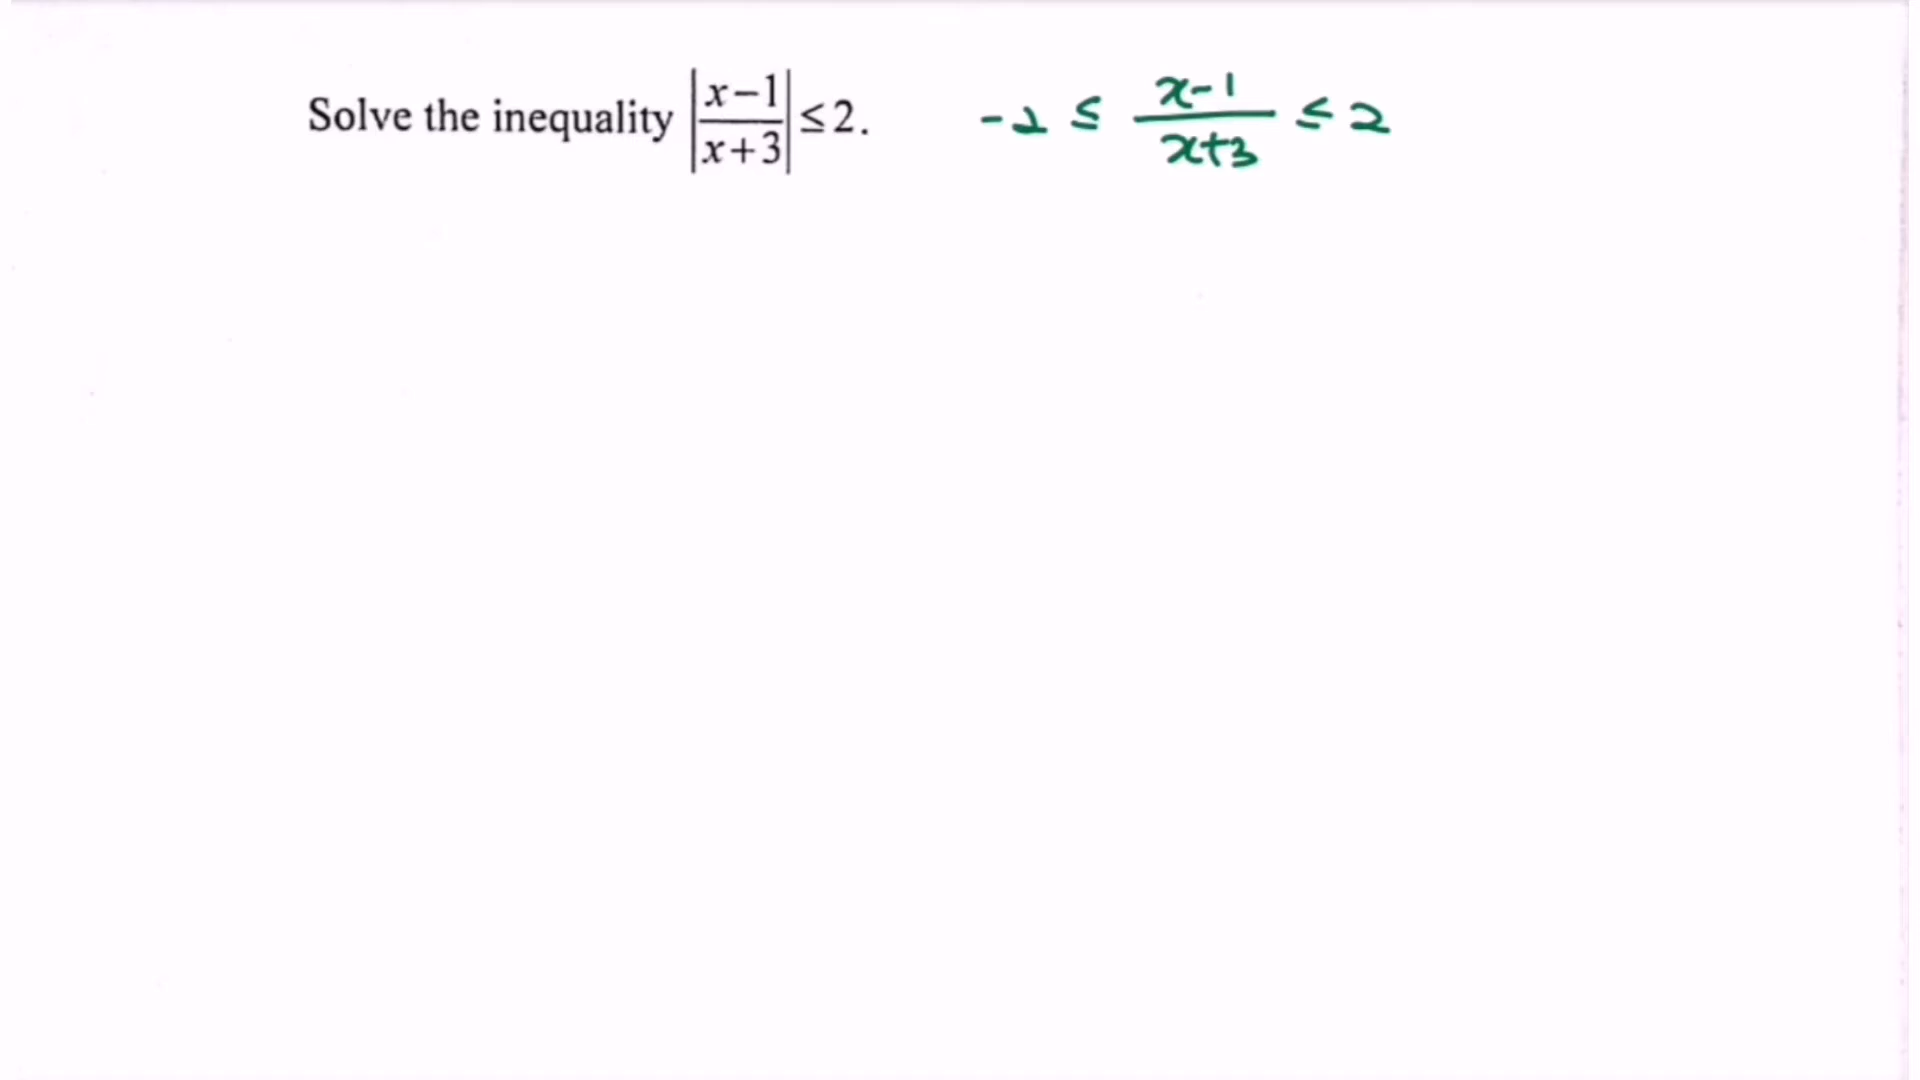 Solve the inequality |x−1/x+3| ≤ 2. -2 ≤ x-1/x+3 ≤ 2